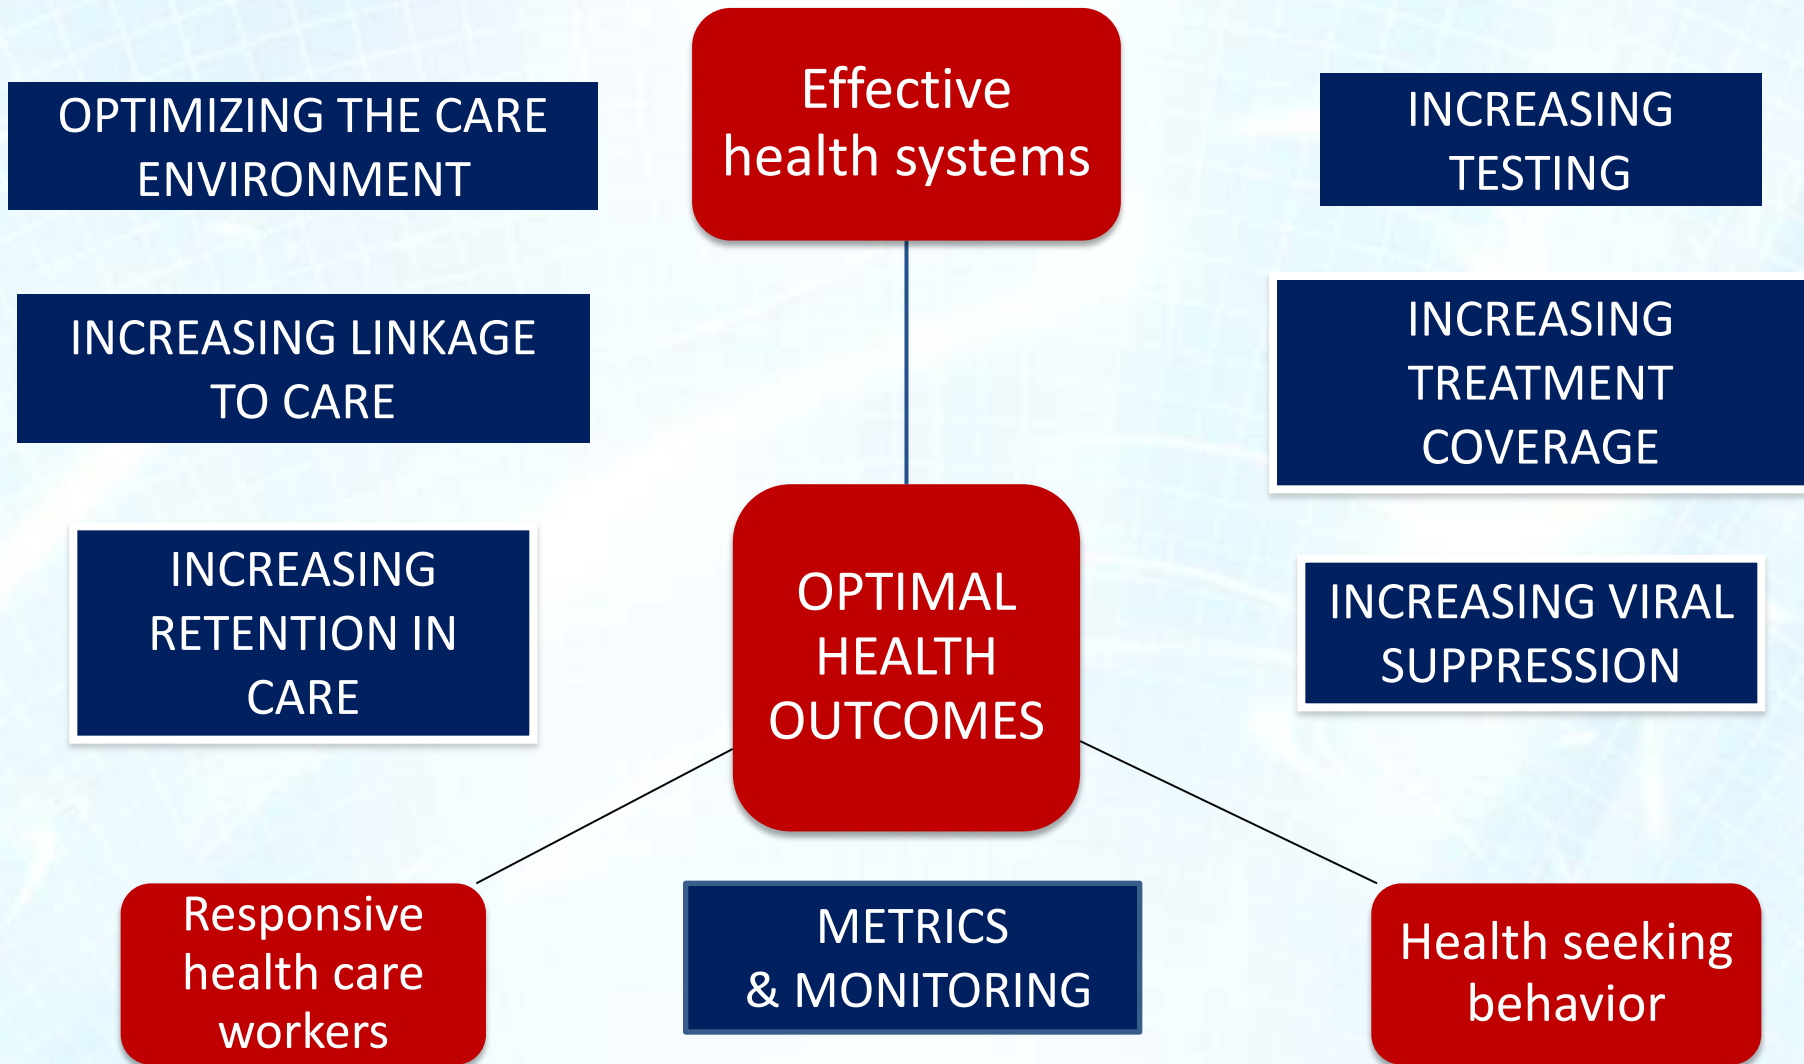 Effective
health systems
OPTIMIZING THE CARE
ENVIRONMENT
INCREASING
TESTING
INCREASING LINKAGE
TO CARE
INCREASING
TREATMENT
COVERAGE
INCREASING
RETENTION IN
CARE
OPTIMAL
HEALTH
OUTCOMES
INCREASING VIRAL
SUPPRESSION
Responsive
health care
workers
METRICS
& MONITORING
Health seeking
behavior